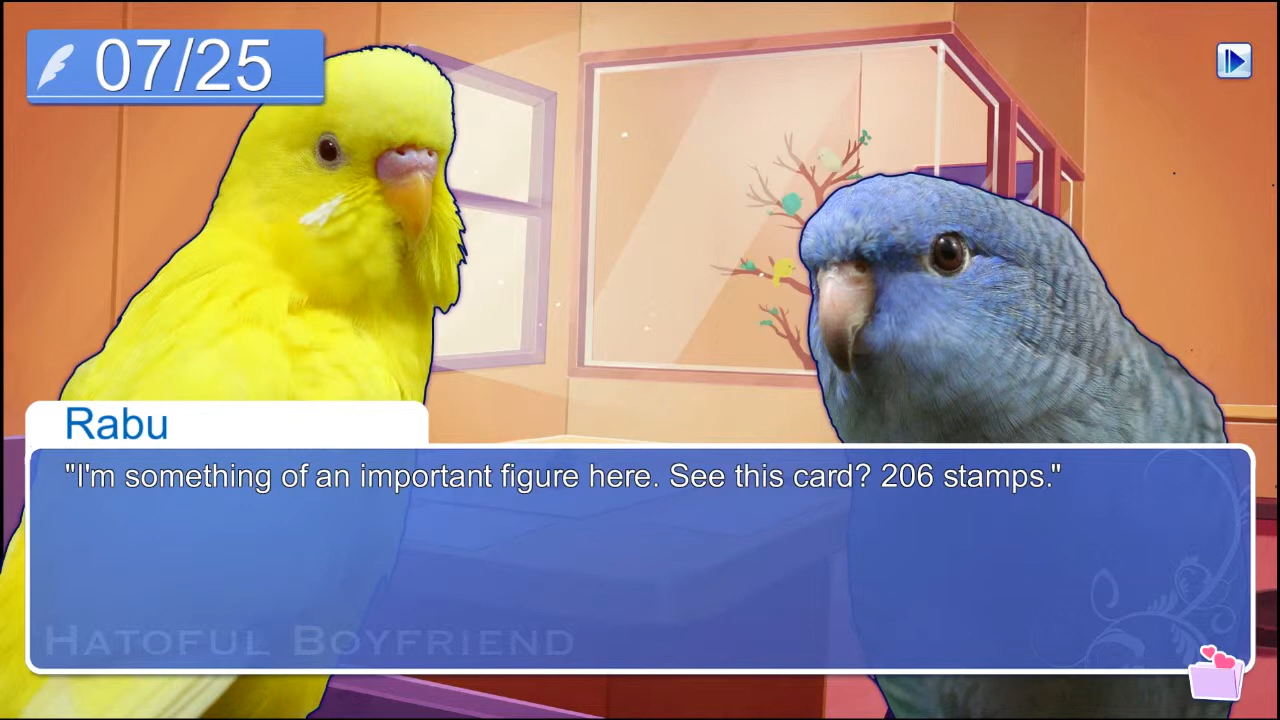 07/25
Rabu
"I'm something of an important figure here. See this card? 206 stamps."
HATOFUL BOYFRIEND